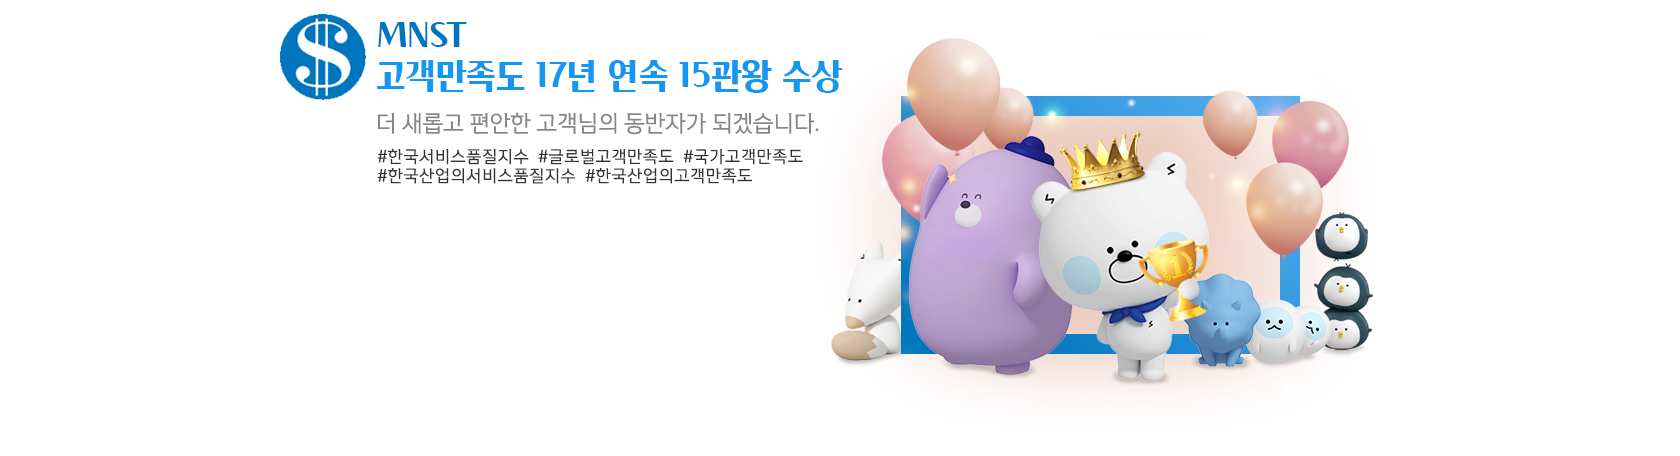 MNST
고객만족도 17년 연속 15관왕 수상
더 새롭고 편안한 고객님의 동반자가 되겠습니다.
#한국서비스품질지수 #글로벌고객만족도 #국가고객만족도
#한국산업의서비스품질지수 #한국산업의고객만족도